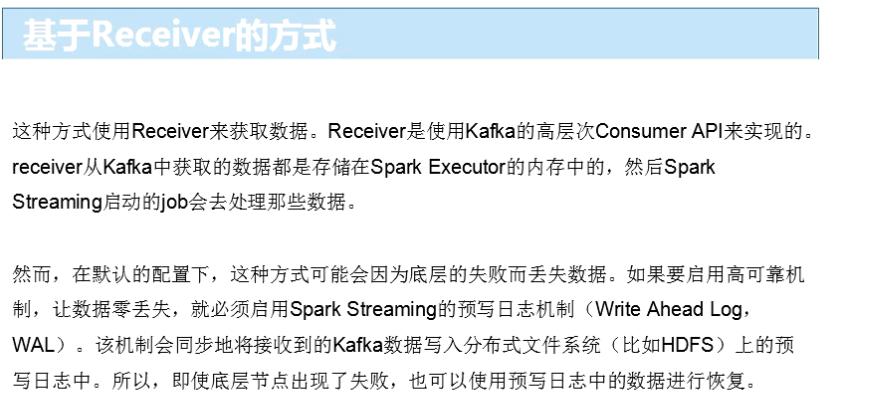 基于Receiver的方式
这种方式使用Receiver来获取数据。Receiver是使用Kafka的高层次Consumer API来实现的。
receiver从Kafka中获取的数据都是存储在Spark Executor的内存中的，然后Spark
Streaming启动的job会去处理那些数据。
然而，在默认的配置下，这种方式可能会因为底层的失败而丢失数据。如果要启用高可靠机
制，让数据零丢失，就必须启用Spark Streaming的预写日志机制（Write Ahead Log，
WAL）。该机制会同步地将接收到的Kafka数据写入分布式文件系统（比如HDFS）上的预
写日志中。所以，即使底层节点出现了失败，也可以使用预写日志中的数据进行恢复。